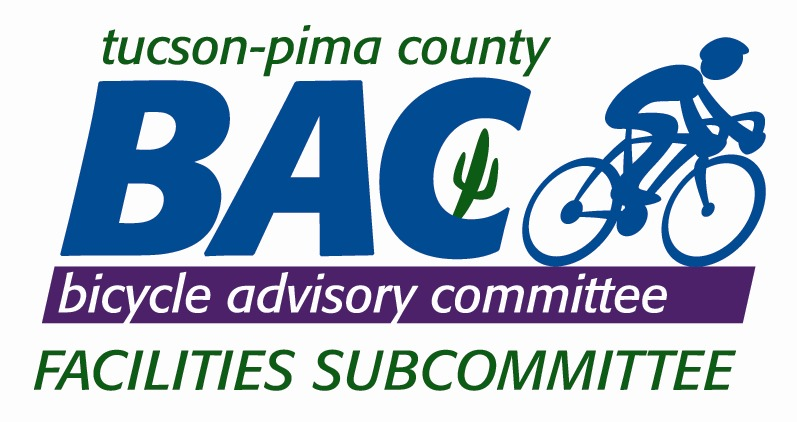 tucson-pima county
BAC
bicycle advisory committee
FACILITIES SUBCOMMITTEE